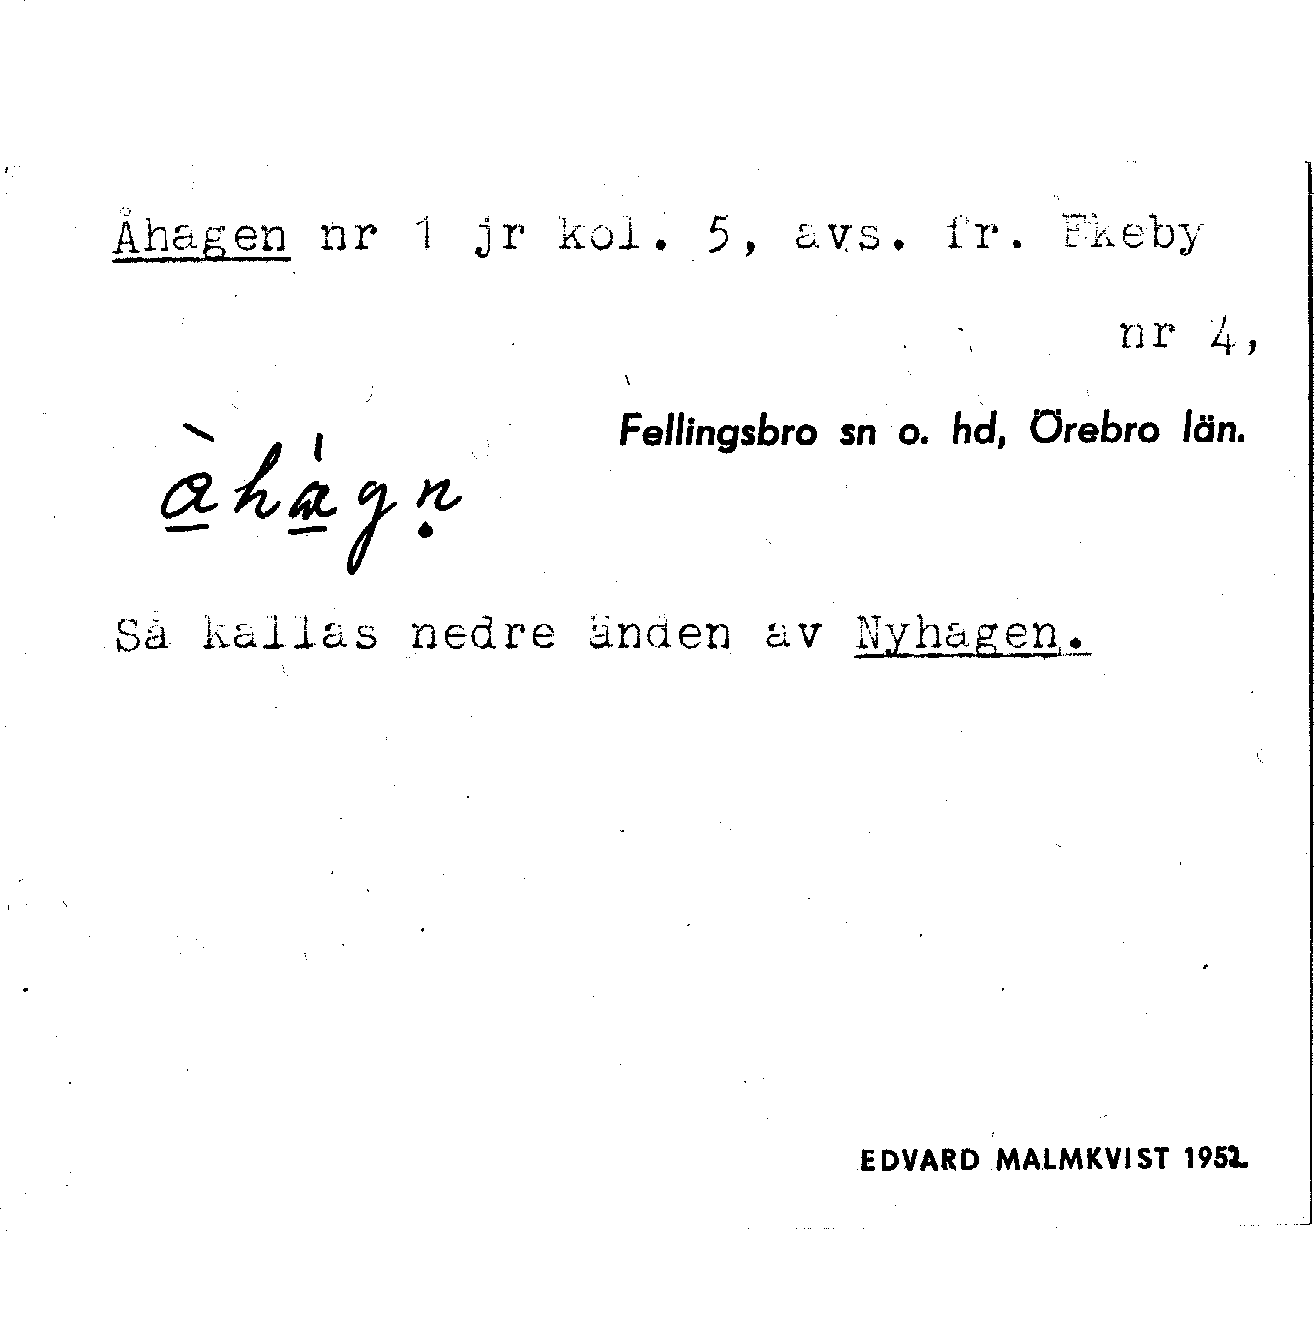 Åhagen nr 1 jr kol. 5, avs. fr. Ekeby
nr 4,
Fellingsbro sn o. hd, Örebro län.
Så kallas nedre änden av Nyhagen.
EDVARD MALMKVIST 1952